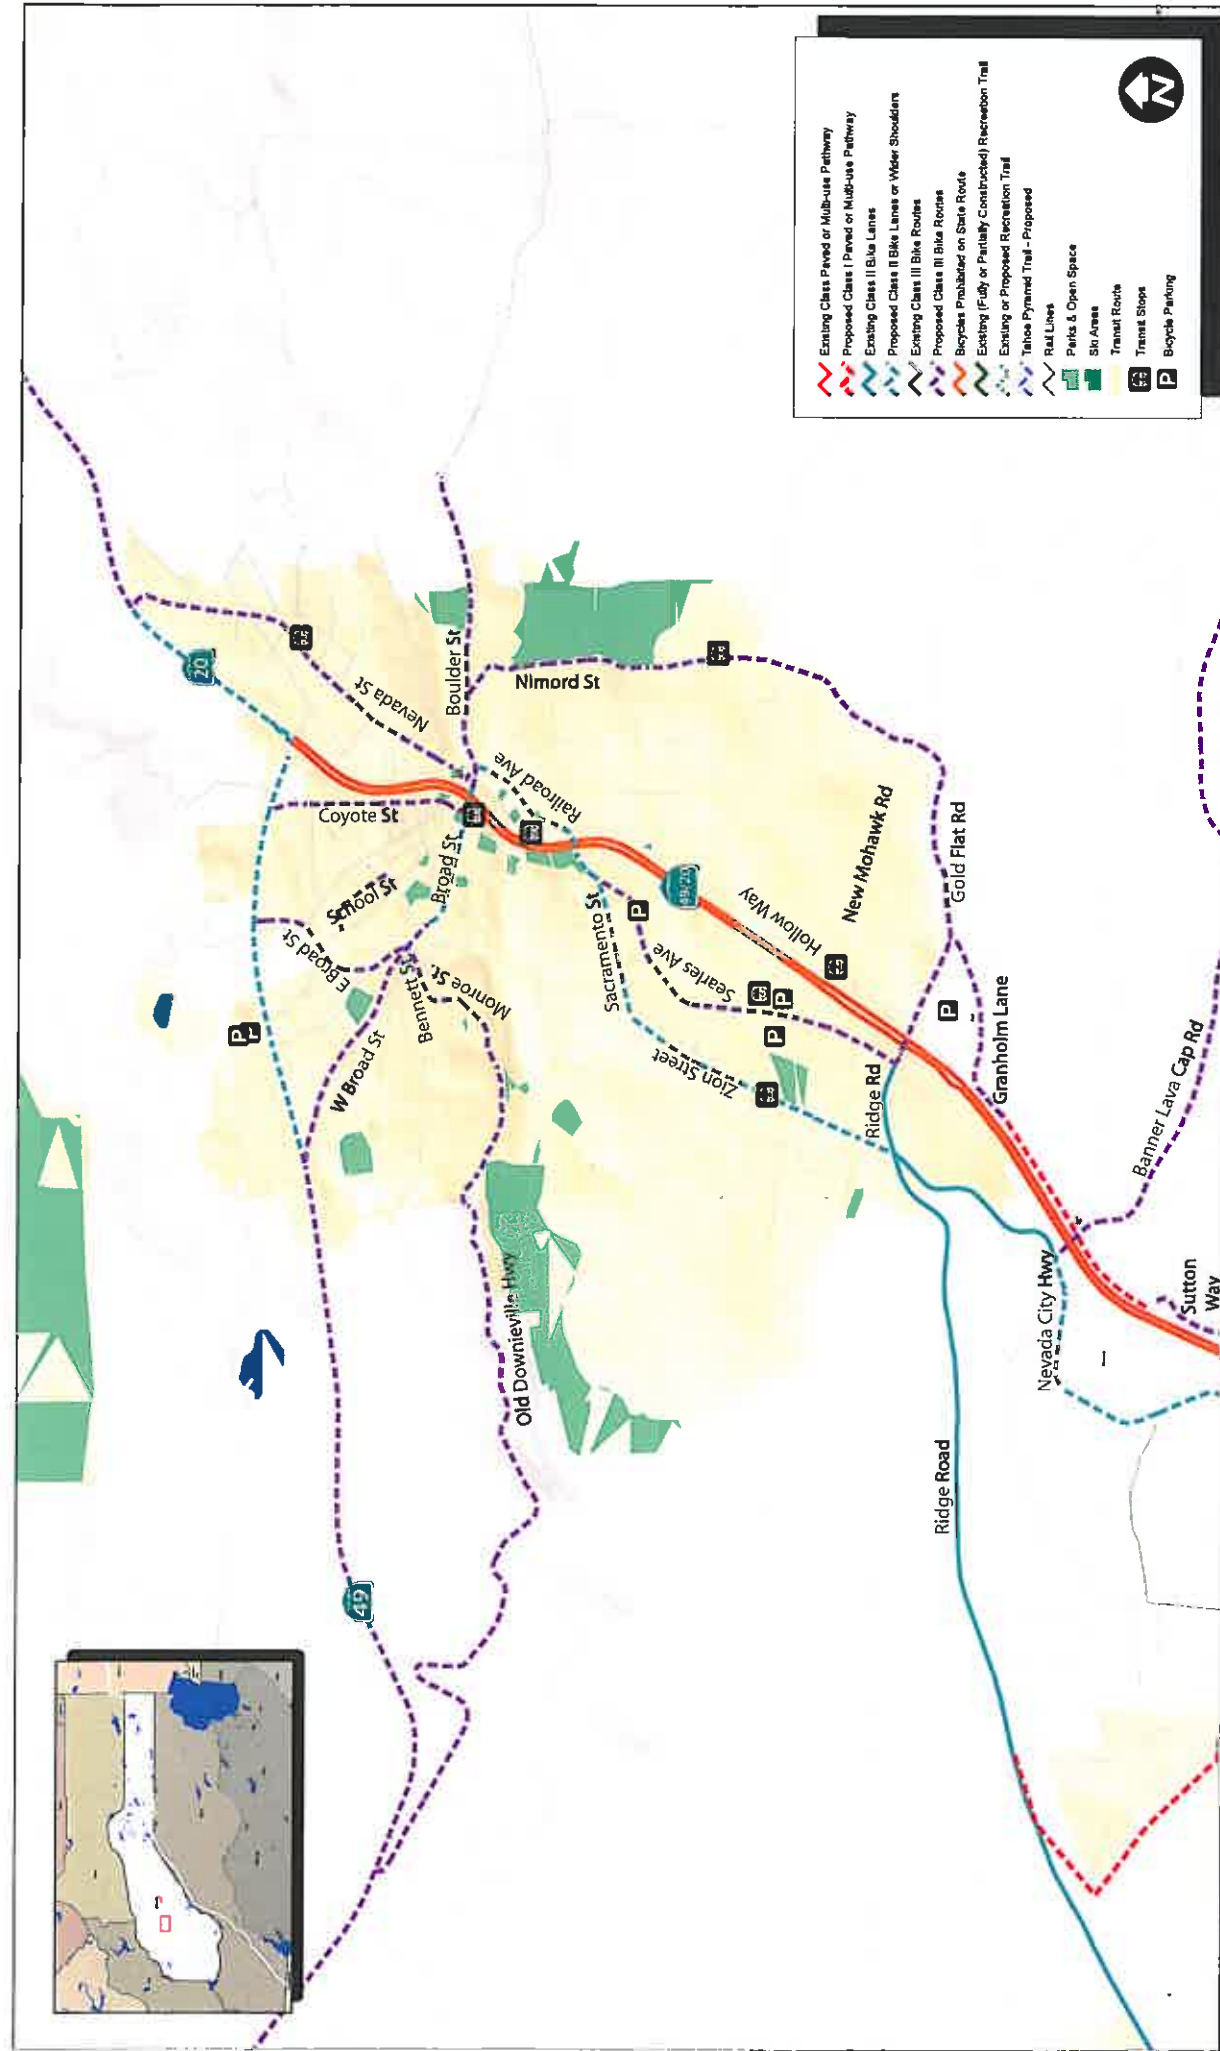 20
Nevada St
Boulder St
Nimord St
Coyote St
Railroad Ave
School St
Broad St
E Broad St
Bennett St
Monroe St.
W Broad St
Sacramento St
49/20
Hollow Way
New Mohawk Rd
Gold Flat Rd
Searles Ave
Zion Street
Ridge Rd
Granholm Lane
Banner Lava Cap Rd
Nevada City Hwy
Sutton
Way
Old Downieville Hwy
Ridge Road
49
P
P
P
P
P
P
Existing Class Paved or Multi-use Pathway
Proposed Class I Paved or Multi-use Pathway
Existing Class II Bike Lanes
Proposed Class II Bike Lanes or Wider Shoulders
Existing Class III Bike Routes
Proposed Class III Bike Routes
Bicycles Prohibited on State Route
Existing (Fully or Partially Constructed) Recreation Trail
Existing or Proposed Recreation Trail
Tahoe Pyramid Trail - Proposed
Rail Lines
Parks & Open Space
Ski Areas
Transit Route
Transit Stops
P Bicycle Parking
N